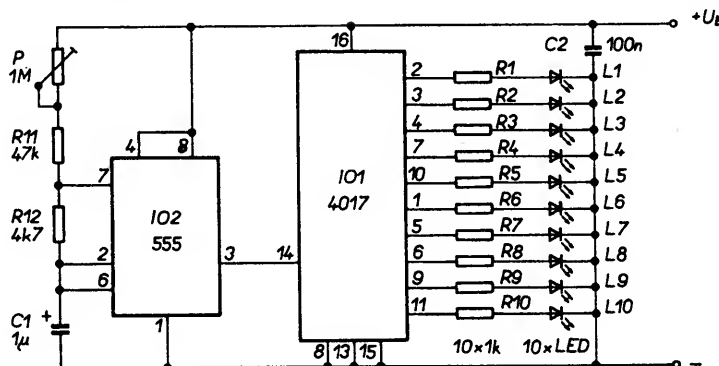 +U
P
1M
R11
47k
R12
4k7
C1 +
1µ
4
8
7
2
6
1
3
IO2
555
14
16
IO1
4017
8 13 15
C2
100n
2 R1 L1
3 R2 L2
4 R3 L3
7 R4 L4
10 R5 L5
1 R6 L6
5 R7 L7
6 R8 L8
9 R9 L9
11 R10 L10
10×1k 10×LED
–